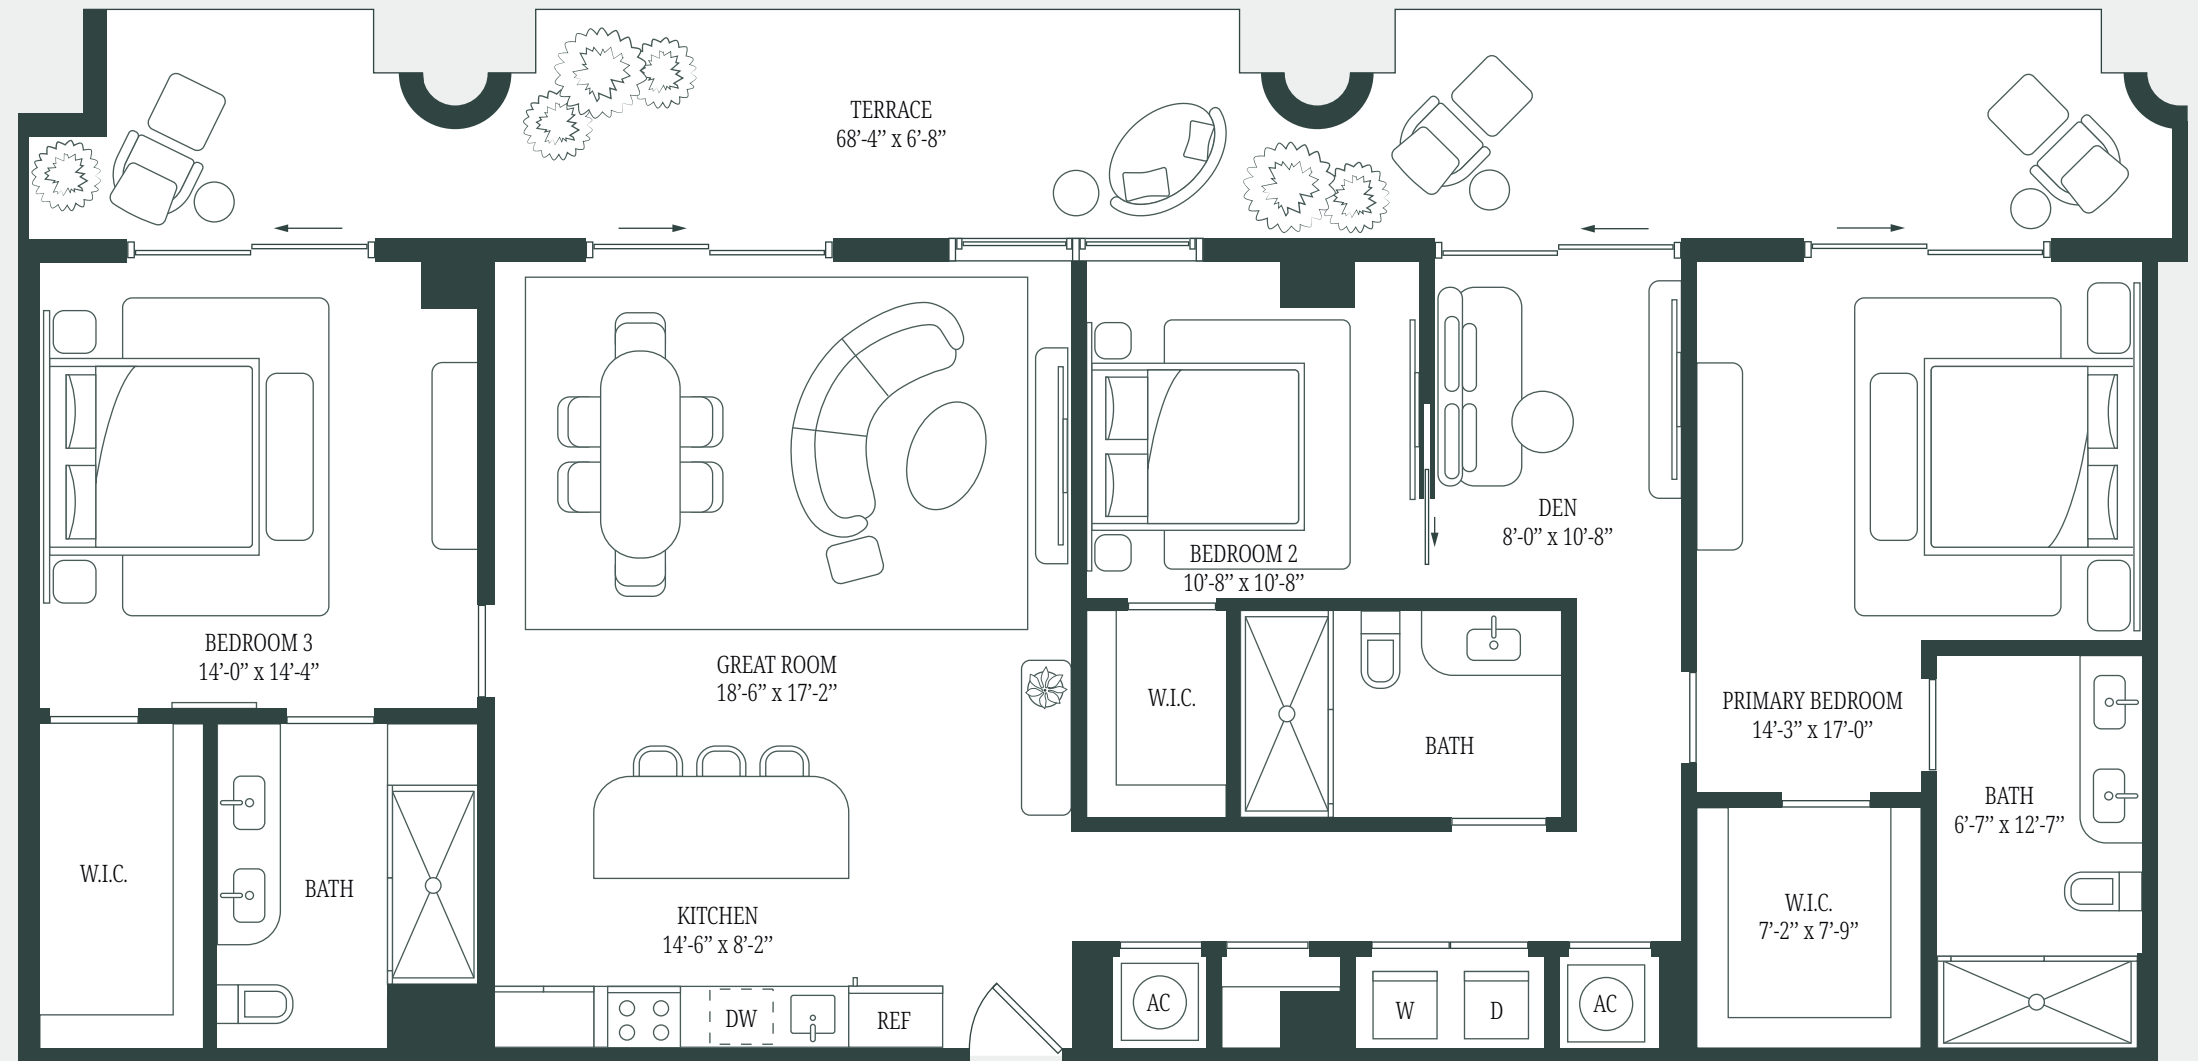 TERRACE
68’-4” x 6’-8”
DEN
8’-0” x 10’-8”
BEDROOM 2
10’-8” x 10’-8”
BEDROOM 3
14’-0” x 14’-4”
GREAT ROOM
18’-6” x 17’-2”
W.I.C.
PRIMARY BEDROOM
14’-3” x 17’-0”
BATH
BATH
6’-7” x 12’-7”
W.I.C.
BATH
KITCHEN
14’-6” x 8’-2”
W.I.C.
7’-2” x 7’-9”
DW
REF
AC
W
D
AC